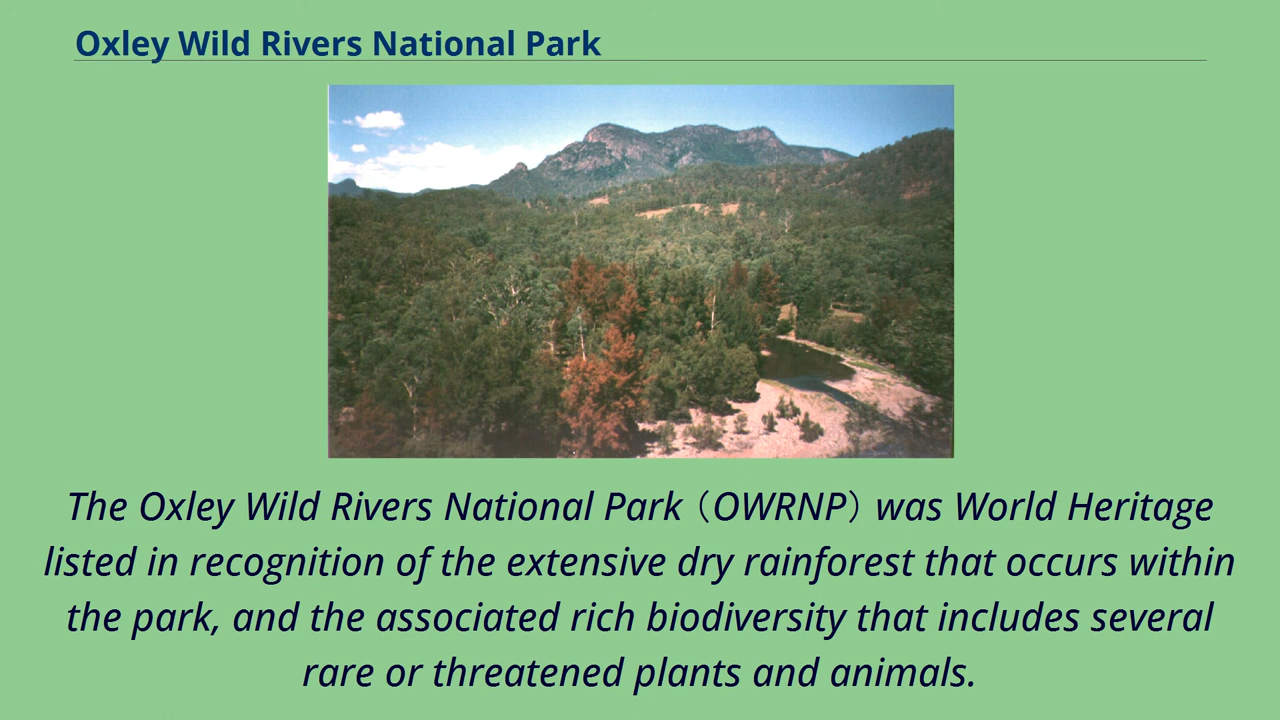 Oxley Wild Rivers National Park
The Oxley Wild Rivers National Park（OWRNP）was World Heritage
listed in recognition of the extensive dry rainforest that occurs within
the park, and the associated rich biodiversity that includes several
rare or threatened plants and animals.